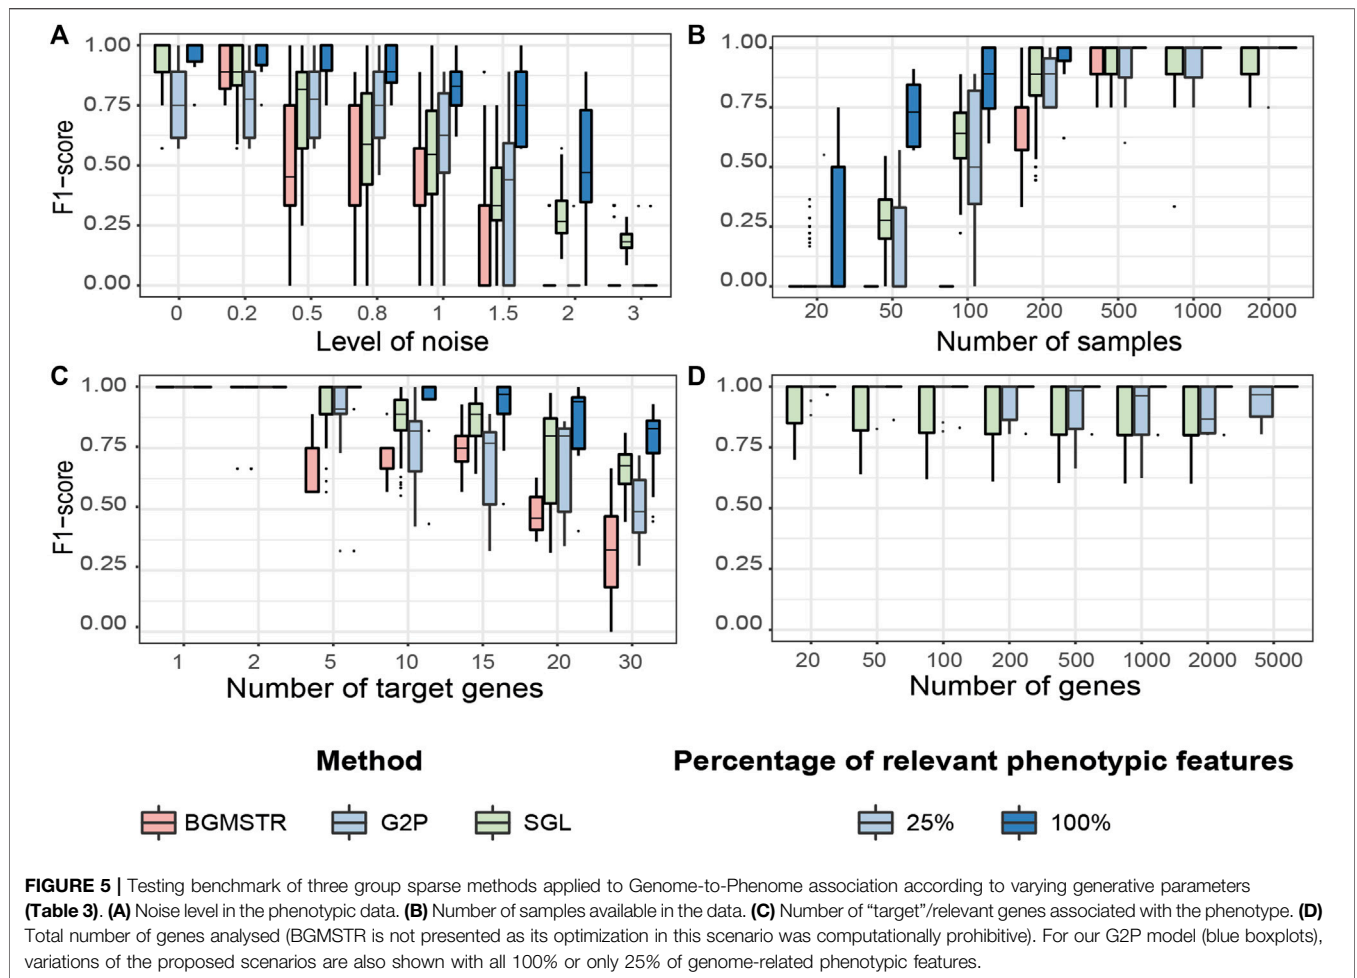 A
1.00
0.75
0.50
0.25
0.00
F1−score
0 0.2 0.5 0.8 1 1.5 2 3
Level of noise
B
1.00
0.75
0.50
0.25
0.00
20 50 100 200 500 1000 2000
Number of samples
C
1.00
0.75
0.50
0.25
0.00
F1−score
1 2 5 10 15 20 30
Number of target genes
D
1.00
0.75
0.50
0.25
0.00
20 50 100 200 500 1000 2000 5000
Number of genes
Method
BGMSTR G2P SGL
Percentage of relevant phenotypic features
25% 100%
FIGURE 5 | Testing benchmark of three group sparse methods applied to Genome-to-Phenome association according to varying generative parameters
(Table 3). (A) Noise level in the phenotypic data. (B) Number of samples available in the data. (C) Number of “target”/relevant genes associated with the phenotype. (D)
Total number of genes analysed (BGMSTR is not presented as its optimization in this scenario was computationally prohibitive). For our G2P model (blue boxplots),
variations of the proposed scenarios are also shown with all 100% or only 25% of genome-related phenotypic features.